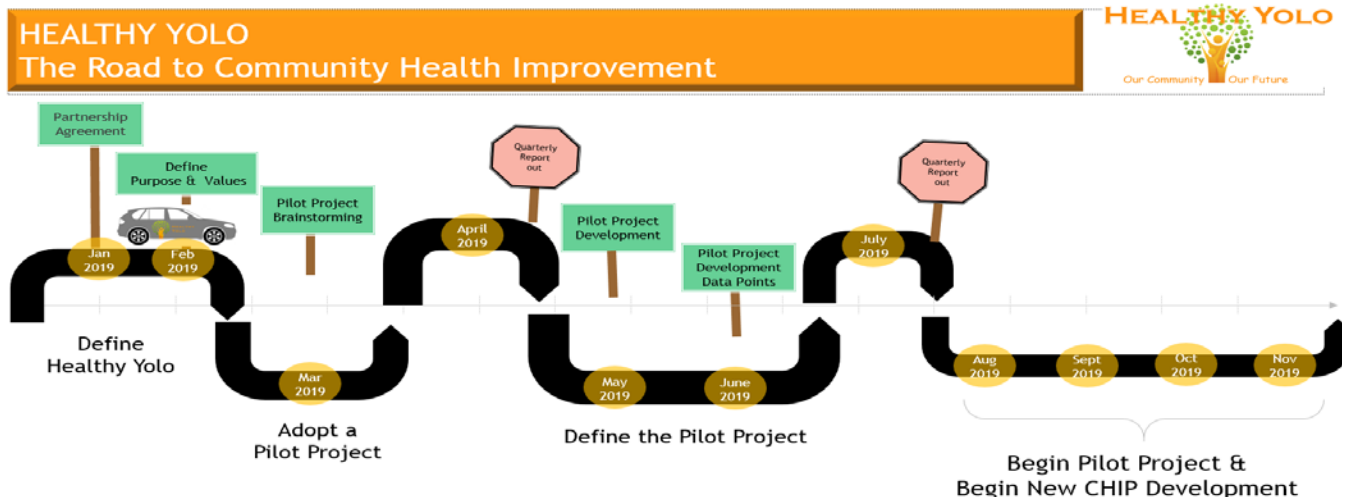 HEALTHY YOLO
The Road to Community Health Improvement
HEALTHY YOLO
Our Community
Our Future
Partnership
Agreement
Define
Purpose & Values
Pilot Project
Brainstorming
Quarterly
Report
out
Pilot Project
Development
Pilot Project
Development
Data Points
Quarterly
Report
out
Jan
2019
Feb
2019
Mar
2019
April
2019
May
2019
June
2019
July
2019
Aug
2019
Sept
2019
Oct
2019
Nov
2019
Define
Healthy Yolo
Adopt a
Pilot Project
Define the Pilot Project
Begin Pilot Project &
Begin New CHIP Development